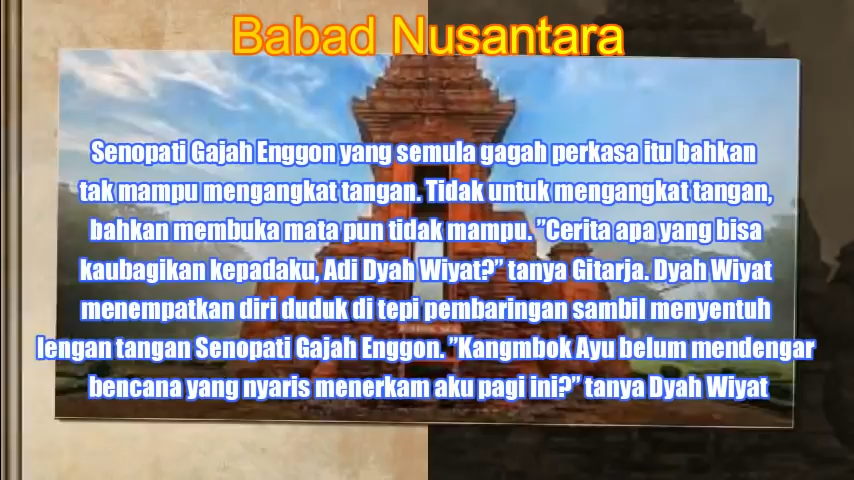 Babad Nusantara
Senopati Gajah Enggon yang semula gagah perkasa itu bahkan
tak mampu mengangkat tangan. Tidak untuk mengangkat tangan,
bahkan membuka mata pun tidak mampu. ”Cerita apa yang bisa
kaubagikan kepadaku, Adi Dyah Wiyat?” tanya Gitarja. Dyah Wiyat
menempatkan diri duduk di tepi pembaringan sambil menyentuh
lengan tangan Senopati Gajah Enggon. ”Kangmbok Ayu belum mendengar
bencana yang nyaris menerkam aku pagi ini?” tanya Dyah Wiyat